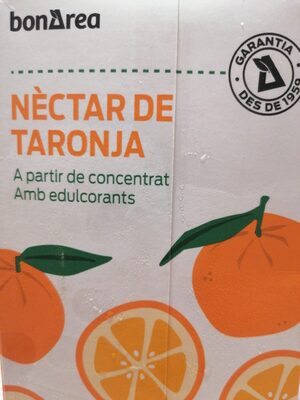 bonÀrea
GARANTIA
DES DE 1959
NÈCTAR DE
TARONJA
A partir de concentrat
Amb edulcorants